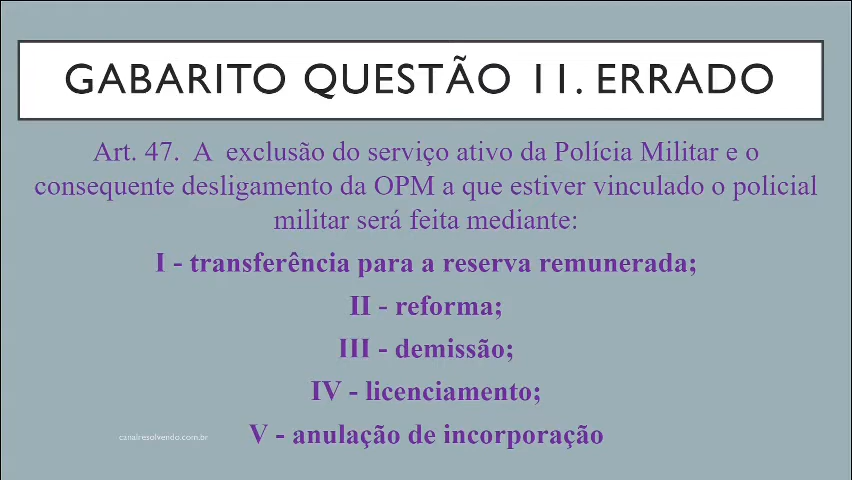 GABARITO QUESTÃO 11. ERRADO
Art. 47. A exclusão do serviço ativo da Polícia Militar e o
consequente desligamento da OPM a que estiver vinculado o policial
militar será feita mediante:
I - transferência para a reserva remunerada;
II - reforma;
III - demissão;
IV - licenciamento;
V - anulação de incorporação
canalresolvendo.com.br